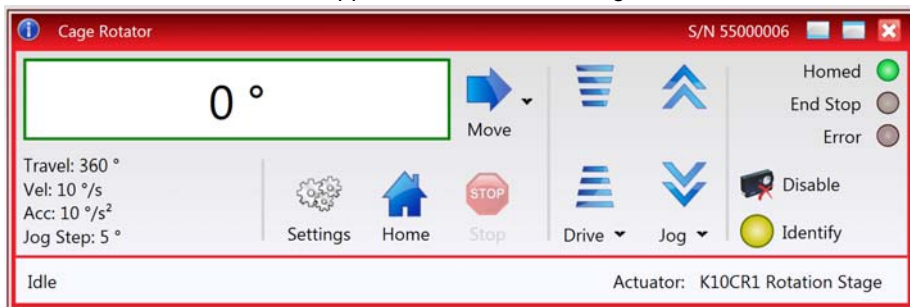 Cage Rotator S/N 55000006
0 °
Move
Homed
End Stop
Error
Travel: 360 °
Vel: 10 °/s
Acc: 10 °/s²
Jog Step: 5 °
Settings Home STOP Stop Drive Jog
Disable
Identify
Idle Actuator: K10CR1 Rotation Stage